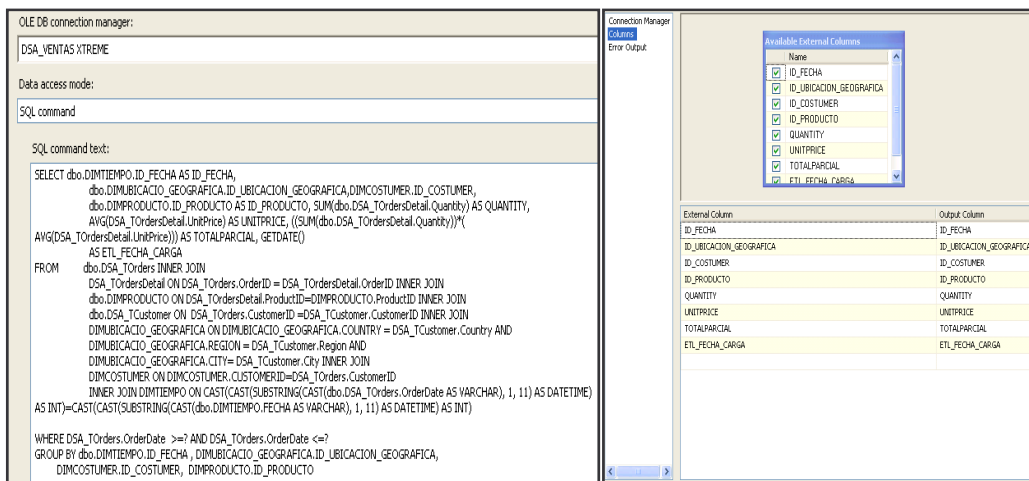 OLE DB connection manager:
DSA_VENTAS XTREME
Data access mode:
SQL command
SQL command text:
SELECT dbo.DIMTIEMPO.ID_FECHA AS ID_FECHA,
dbo.DIMUBICACIO_GEOGRAFICA.ID_UBICACION_GEOGRAFICA,DIMCOSTUMER.ID_COSTUMER,
dbo.DIMPRODUCTO.ID_PRODUCTO AS ID_PRODUCTO, SUM(dbo.DSA_TOrdersDetail.Quantity) AS QUANTITY,
AVG(DSA_TOrdersDetail.UnitPrice) AS UNITPRICE, ((SUM(dbo.DSA_TOrdersDetail.Quantity))*(
AVG(DSA_TOrdersDetail.UnitPrice))) AS TOTALPARCIAL, GETDATE()
AS ETL_FECHA_CARGA
FROM dbo.DSA_TOrders INNER JOIN
DSA_TOrdersDetail ON DSA_TOrders.OrderID = DSA_TOrdersDetail.OrderID INNER JOIN
dbo.DIMPRODUCTO ON DSA_TOrdersDetail.ProductID=DIMPRODUCTO.ProductID INNER JOIN
dbo.DSA_TCustomer ON DSA_TOrders.CustomerID =DSA_TCustomer.CustomerID INNER JOIN
DIMUBICACIO_GEOGRAFICA ON DIMUBICACIO_GEOGRAFICA.COUNTRY = DSA_TCustomer.Country AND
DIMUBICACIO_GEOGRAFICA.REGION = DSA_TCustomer.Region AND
DIMUBICACIO_GEOGRAFICA.CITY= DSA_TCustomer.City INNER JOIN
DIMCOSTUMER ON DIMCOSTUMER.CUSTOMERID=DSA_TOrders.CustomerID
INNER JOIN DIMTIEMPO ON CAST(CAST(SUBSTRING(CAST(dbo.DSA_TOrders.OrderDate AS VARCHAR), 1, 11) AS DATETIME)
AS INT)=CAST(CAST(SUBSTRING(CAST(dbo.DIMTIEMPO.FECHA AS VARCHAR), 1, 11) AS DATETIME) AS INT)
WHERE DSA_TOrders.OrderDate >=? AND DSA_TOrders.OrderDate <=?
GROUP BY dbo.DIMTIEMPO.ID_FECHA , DIMUBICACIO_GEOGRAFICA.ID_UBICACION_GEOGRAFICA,
DIMCOSTUMER.ID_COSTUMER, DIMPRODUCTO.ID_PRODUCTO
Connection Manager
Columns
Error Output
Available External Columns
Name
ID_FECHA
ID_UBICACION_GEOGRAFICA
ID_COSTUMER
ID_PRODUCTO
QUANTITY
UNITPRICE
TOTALPARCIAL
ETL_FECHA_CARGA
External Column Output Column
ID_FECHA ID_FECHA
ID_UBICACION_GEOGRAFICA ID_UBICACION_GEOGRAFICA
ID_COSTUMER ID_COSTUMER
ID_PRODUCTO ID_PRODUCTO
QUANTITY QUANTITY
UNITPRICE UNITPRICE
TOTALPARCIAL TOTALPARCIAL
ETL_FECHA_CARGA ETL_FECHA_CARGA